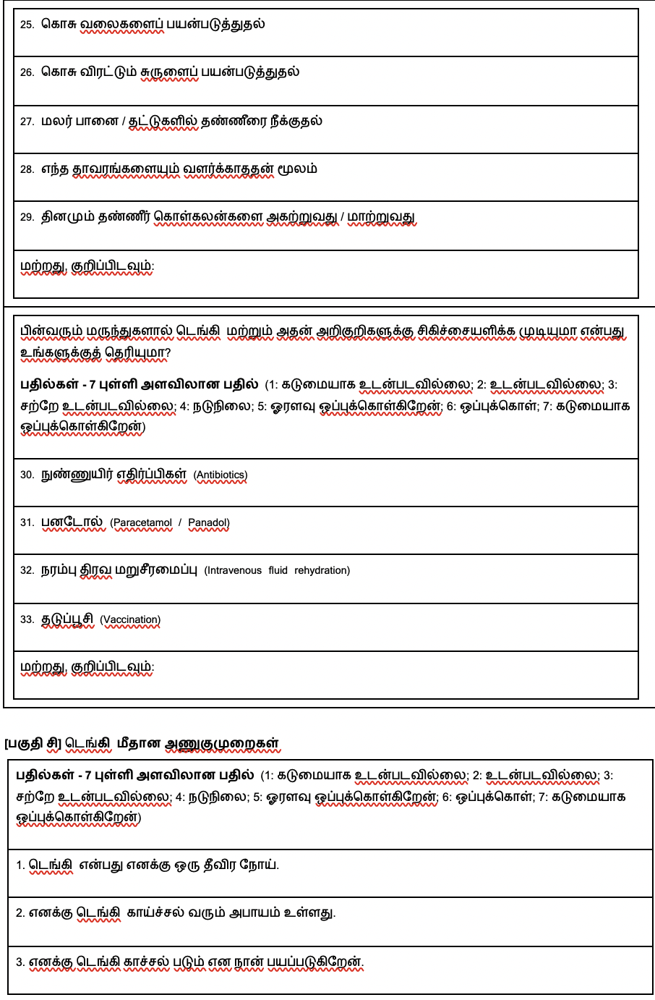 25. கொசு வலைகளைப் பயன்படுத்துதல்
26. கொசு விரட்டும் சுருளைப் பயன்படுத்துதல்
27. மலர் பானை / தட்டுகளில் தண்ணீரை நீக்குதல்
28. எந்த தாவரங்களையும் வளர்க்காததன் மூலம்
29. தினமும் தண்ணீர் கொள்கலன்களை அகற்றுவது / மாற்றுவது
மற்றது, குறிப்பிடவும்:
பின்வரும் மருந்துகளால் டெங்கி மற்றும் அதன் அறிகுறிகளுக்கு சிகிச்சையளிக்க முடியுமா என்பது
உங்களுக்குத் தெரியுமா?
பதில்கள் - 7 புள்ளி அளவிலான பதில் (1: கடுமையாக உடன்படவில்லை; 2: உடன்படவில்லை; 3:
சற்றே உடன்படவில்லை; 4: நடுநிலை; 5: ஓரளவு ஒப்புக்கொள்கிறேன்; 6: ஒப்புக்கொள்; 7: கடுமையாக
ஒப்புக்கொள்கிறேன்)
30. நுண்ணுயிர் எதிர்ப்பிகள் (Antibiotics)
31. பனடோல் (Paracetamol / Panadol)
32. நரம்பு திரவ மறுசீரமைப்பு (Intravenous fluid rehydration)
33. தடுப்பூசி (Vaccination)
மற்றது, குறிப்பிடவும்:
[பகுதி சி] டெங்கி மீதான அணுகுமுறைகள்
பதில்கள் - 7 புள்ளி அளவிலான பதில் (1: கடுமையாக உடன்படவில்லை; 2: உடன்படவில்லை; 3:
சற்றே உடன்படவில்லை; 4: நடுநிலை; 5: ஓரளவு ஒப்புக்கொள்கிறேன்; 6: ஒப்புக்கொள்; 7: கடுமையாக
ஒப்புக்கொள்கிறேன்)
1. டெங்கி என்பது எனக்கு ஒரு தீவிர நோய்.
2. எனக்கு டெங்கி காய்ச்சல் வரும் அபாயம் உள்ளது.
3. எனக்கு டெங்கி காச்சல் படும் என நான் பயப்படுகிறேன்.